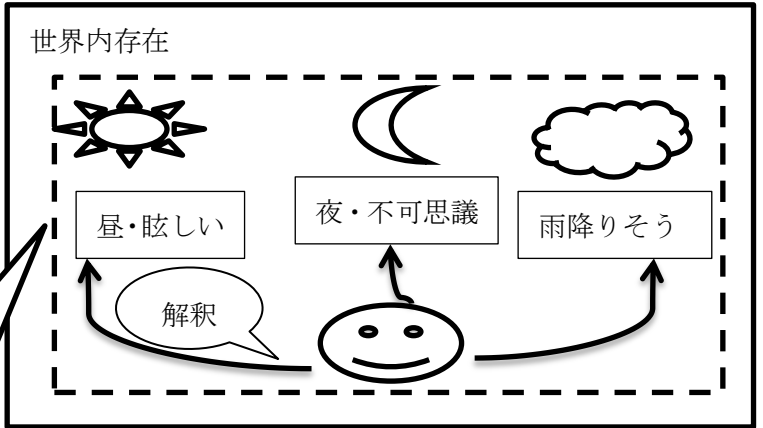 世界内存在
昼・眩しい
夜・不可思議
雨降りそう
解釈